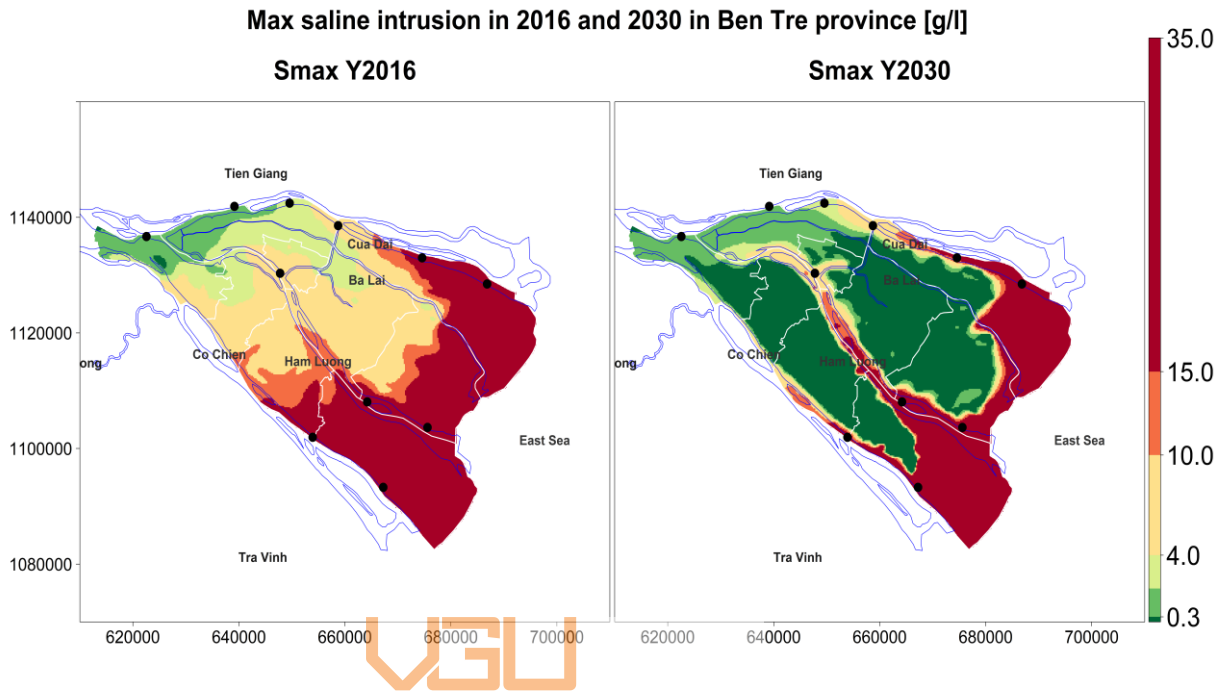 Max saline intrusion in 2016 and 2030 in Ben Tre province [g/l]
Smax Y2016
Smax Y2030
35.0
15.0
10.0
4.0
0.3
1140000
1120000
1100000
1080000
Tien Giang
Cua Dai
Ba Lai
Co Chien
Ham Luong
ong
East Sea
Tra Vinh
620000 640000 660000 680000 700000
Tien Giang
Cua Dai
Ba Lai
Co Chien
Ham Luong
ong
East Sea
Tra Vinh
620000 640000 660000 680000 700000
VGU